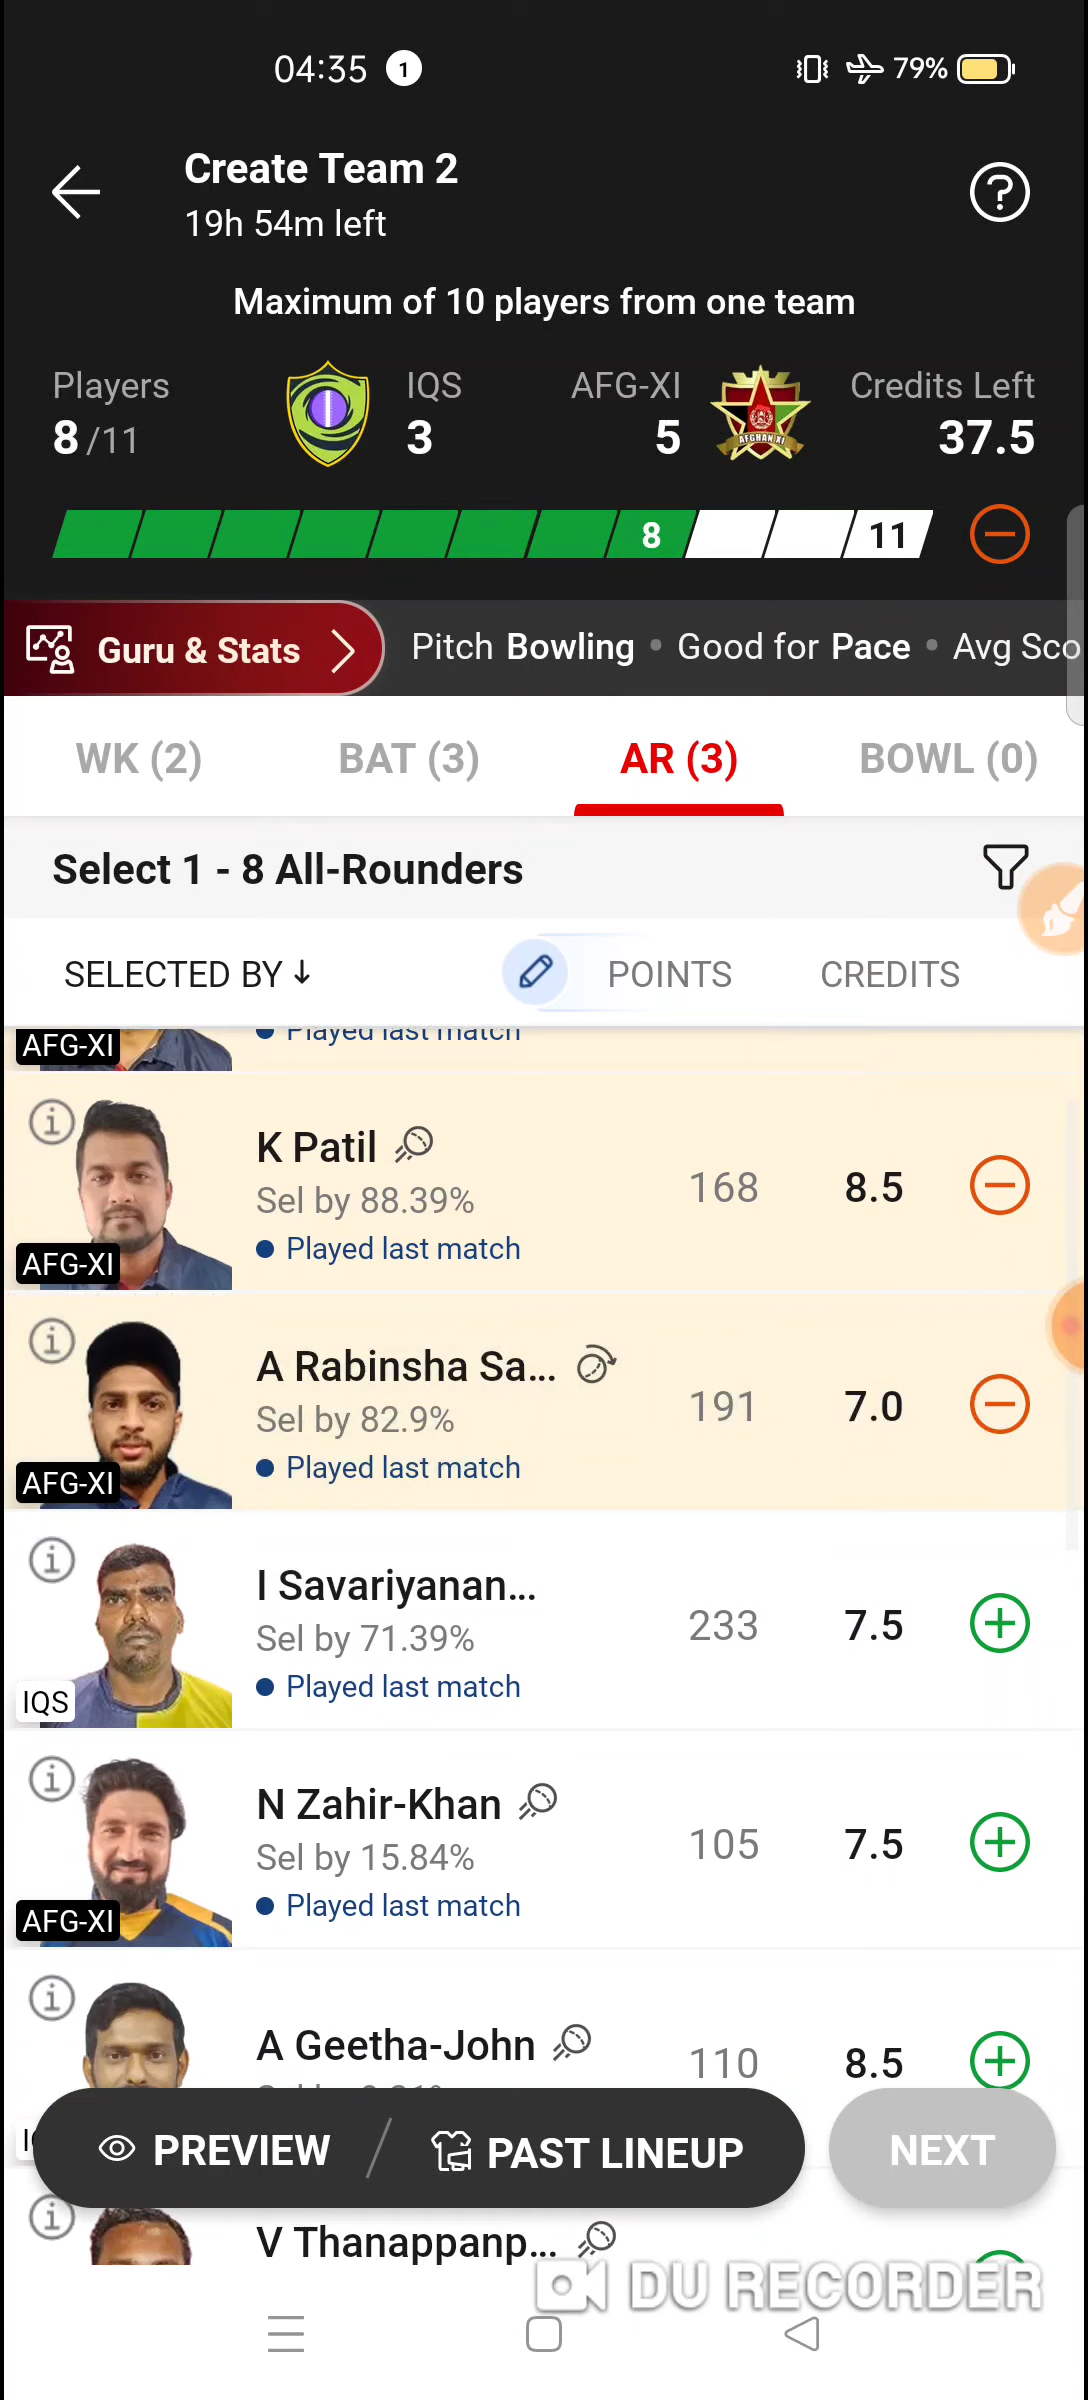 04:35 1 79%
Create Team 2
19h 54m left
Maximum of 10 players from one team
Players IQS AFG-XI Credits Left
8 /11 3 5 37.5
AFGHAN XI
8 11
Guru & Stats Pitch Bowling • Good for Pace • Avg Sco
WK (2) BAT (3) AR (3) BOWL (0)
Select 1 - 8 All-Rounders
SELECTED BY ↓ POINTS CREDITS
AFG-XI • Played last match
K Patil
Sel by 88.39% 168 8.5
• Played last match
AFG-XI
A Rabinsha Sa...
Sel by 82.9% 191 7.0
• Played last match
AFG-XI
I Savariyanan...
Sel by 71.39% 233 7.5
• Played last match
IQS
N Zahir-Khan
Sel by 15.84% 105 7.5
• Played last match
AFG-XI
A Geetha-John 110 8.5
PREVIEW / PAST LINEUP NEXT
V Thanappanp...
DU RECORDER